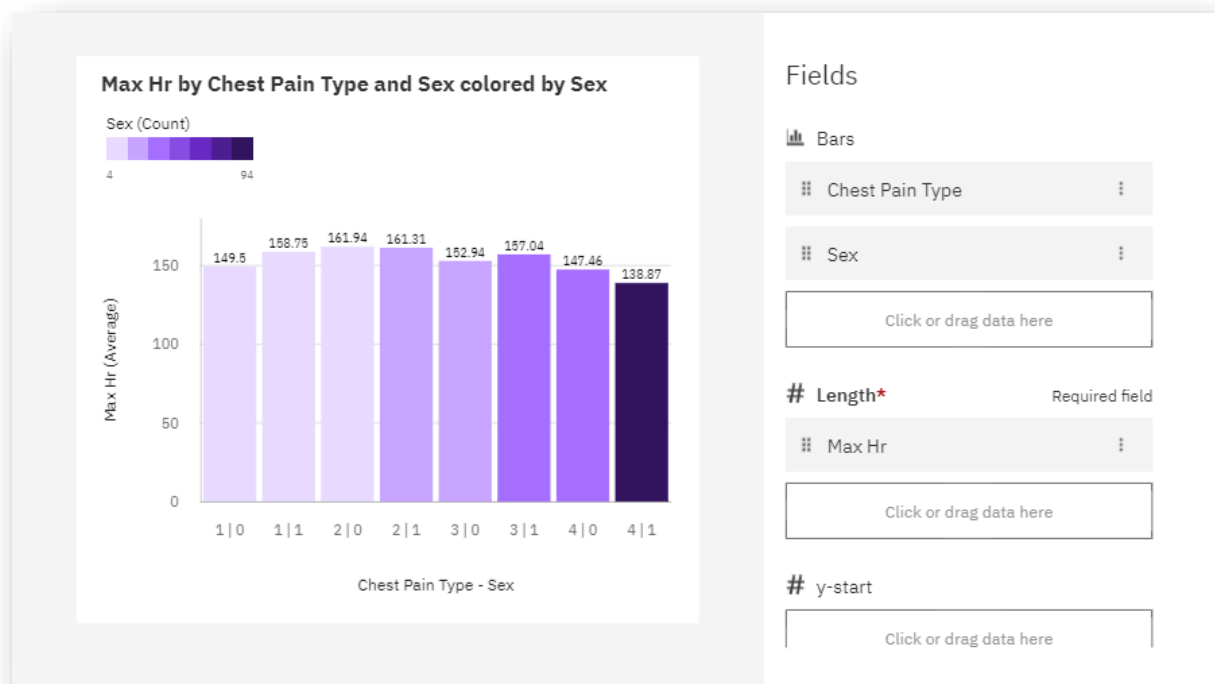 Max Hr by Chest Pain Type and Sex colored by Sex
Sex (Count)
4 94
149.5 158.75 161.94 161.31 152.94 157.04 147.46 138.87
150
100
50
0
Max Hr (Average)
1|0 1|1 2|0 2|1 3|0 3|1 4|0 4|1
Chest Pain Type - Sex
Fields
Bars
Chest Pain Type
Sex
Click or drag data here
# Length* Required field
Max Hr
Click or drag data here
# y-start
Click or drag data here